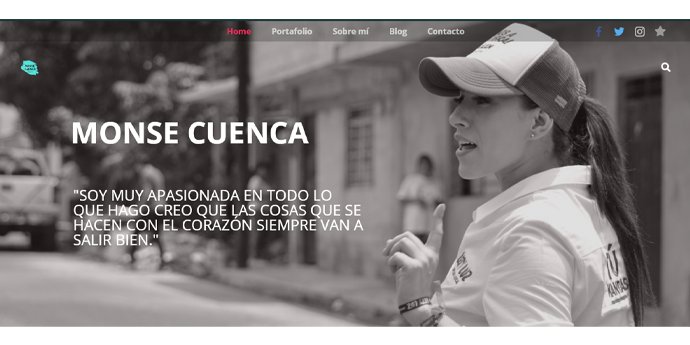 Home Portafolio Sobre mí Blog Contacto
MONSE CUENCA
"SOY MUY APASIONADA EN TODO LO
QUE HAGO CREO QUE LAS COSAS QUE SE
HACEN CON EL CORAZÓN SIEMPRE VAN A
SALIR BIEN."